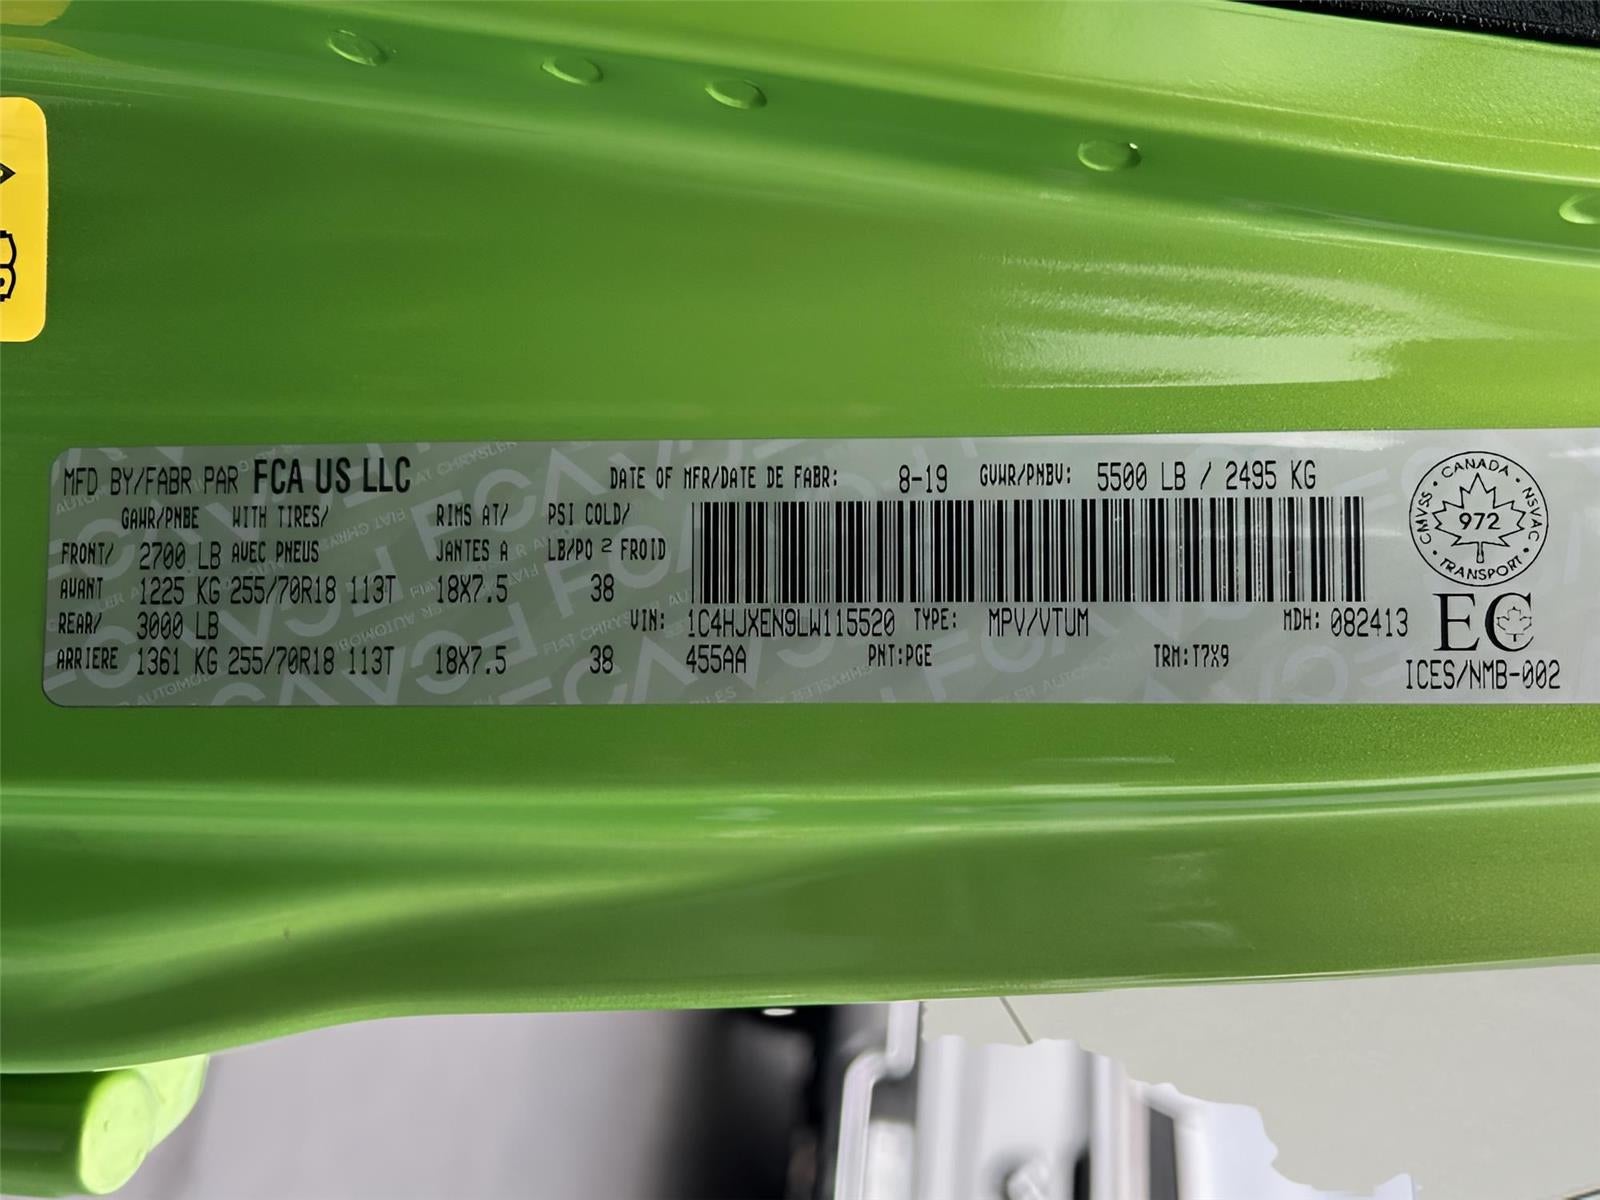 MFD BY/FABR PAR FCA US LLC DATE OF MFR/DATE DE FABR: 8-19 GVWR/PNBV: 5500 LB / 2495 KG
GAWR/PNBE WITH TIRES/ RIMS AT/ PSI COLD/
FRONT/ 2700 LB AVEC PNEUS JANTES A LB/PO 2 FROID
AVANT 1225 KG 255/70R18 113T 18X7.5 38
REAR/ 3000 LB VIN: 1C4HJXEN9LW115520 TYPE: MPV/VTUM MDH: 082413
ARRIERE 1361 KG 255/70R18 113T 18X7.5 38 455AA PNT:PGE TRM:T7X9
CANADA
CMVSS · NSVAC
972
TRANSPORT
EC
ICES/NMB-002